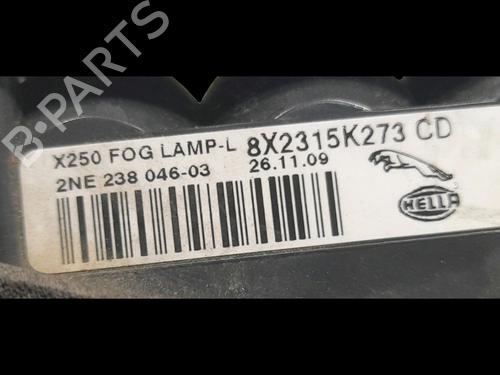 B-PARTS
X250 FOG LAMP-L 8X2315K273 CD
2NE 238 046-03 26.11.09
HELLA